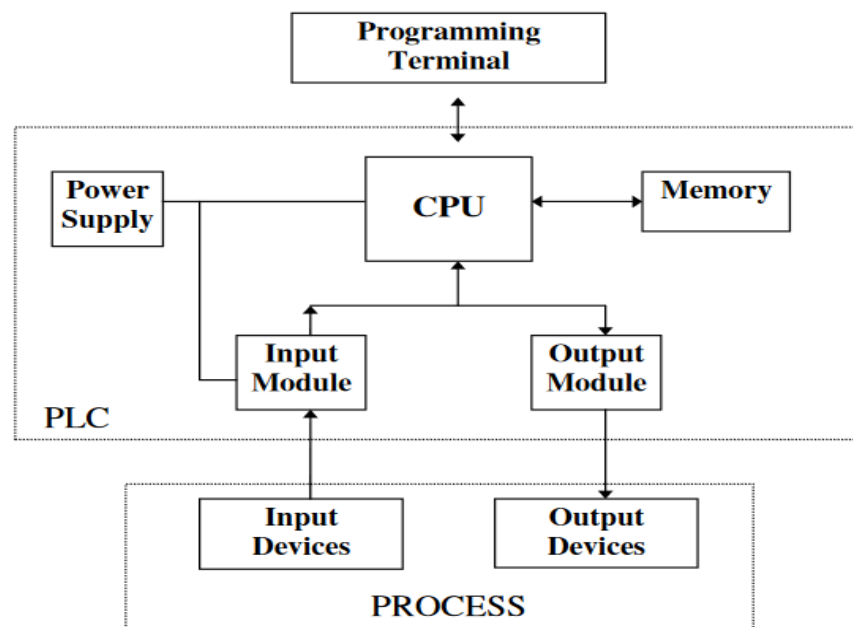 Programming
Terminal
Power
Supply
CPU
Memory
Input
Module
Output
Module
PLC
Input
Devices
Output
Devices
PROCESS